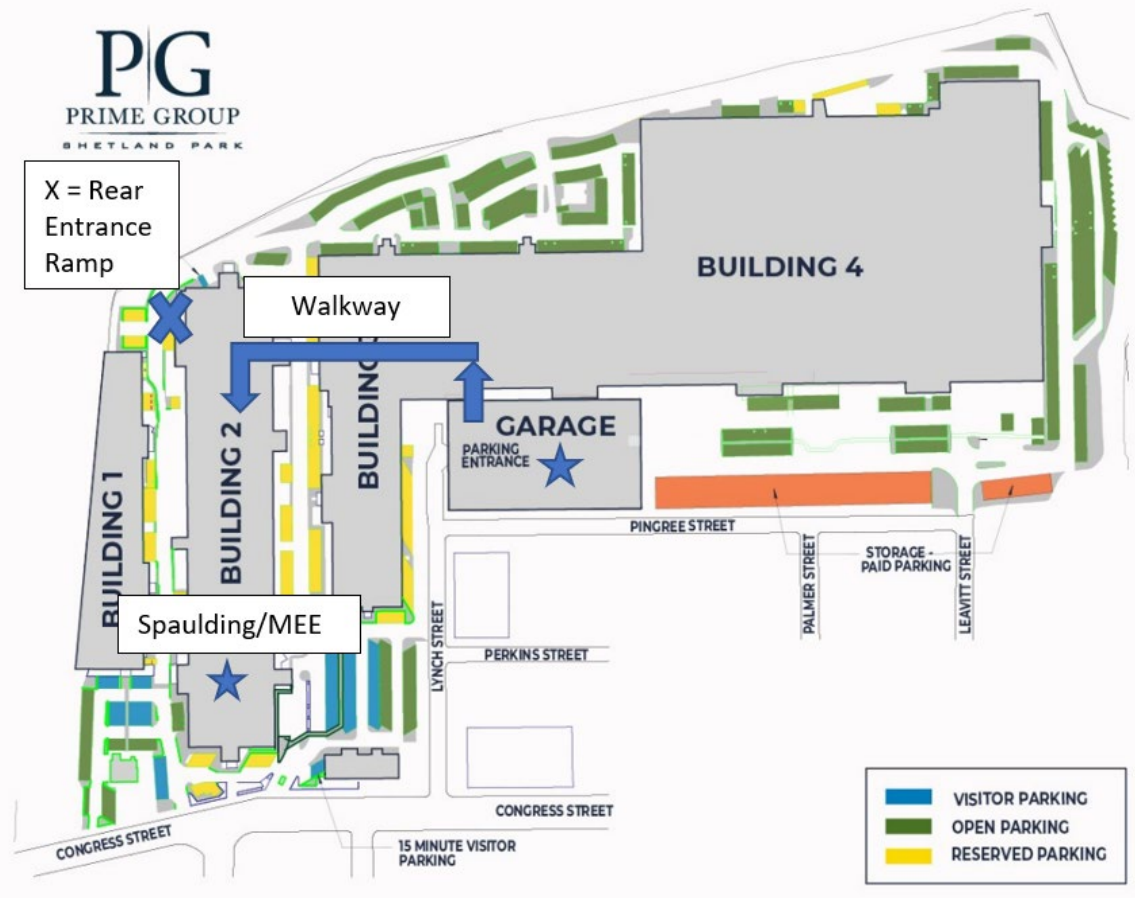 PG
PRIME GROUP
SHETLAND PARK
X = Rear
Entrance
Ramp
Walkway
BUILDING 4
BUILDING
BUILDING 2
BUILDING 1
GARAGE
PARKING
ENTRANCE
Spaulding/MEE
PINGREE STREET
STORAGE -
PAID PARKING
PALMER STREET
LEAVITT STREET
LYNCH STREET
PERKINS STREET
CONGRESS STREET
CONGRESS STREET
15 MINUTE VISITOR
PARKING
VISITOR PARKING
OPEN PARKING
RESERVED PARKING